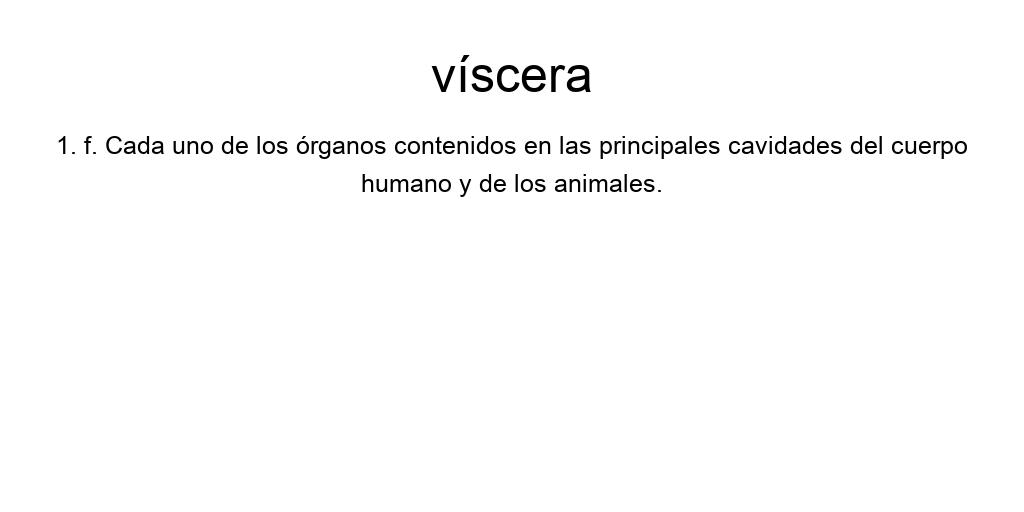 víscera
1. f. Cada uno de los órganos contenidos en las principales cavidades del cuerpo
humano y de los animales.